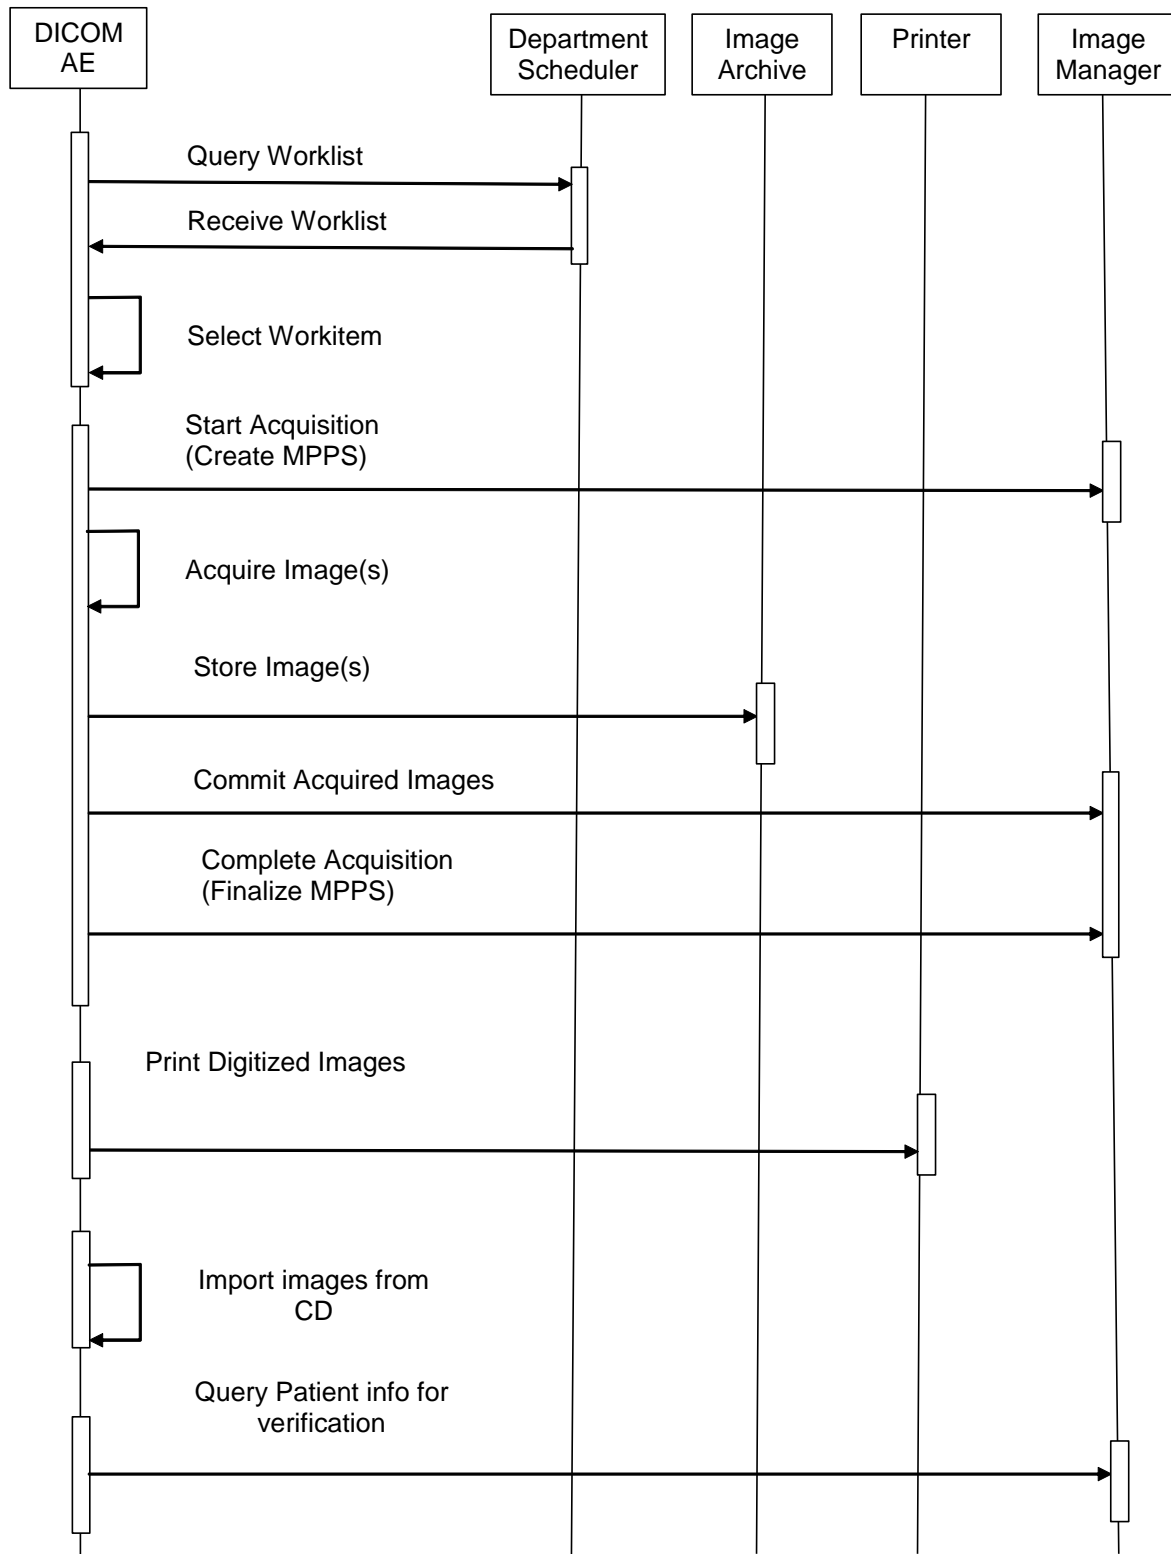 DICOM
AE
Department
Scheduler
Image
Archive
Printer
Image
Manager
Query Worklist
Receive Worklist
Select Workitem
Start Acquisition
(Create MPPS)
Acquire Image(s)
Store Image(s)
Commit Acquired Images
Complete Acquisition
(Finalize MPPS)
Print Digitized Images
Import images from
CD
Query Patient info for
verification